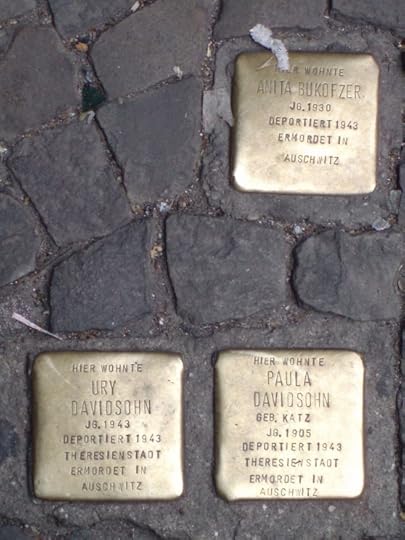 HIER WOHNTE
ANITA BUKOFZER
JG. 1930
DEPORTIERT 1943
ERMORDET IN
AUSCHWITZ
HIER WOHNTE
URY
DAVIDSOHN
JG. 1943
DEPORTIERT 1943
THERESIENSTADT
ERMORDET IN
AUSCHWITZ
HIER WOHNTE
PAULA
DAVIDSOHN
GEB. KATZ
JG. 1905
DEPORTIERT 1943
THERESIENSTADT
ERMORDET IN
AUSCHWITZ